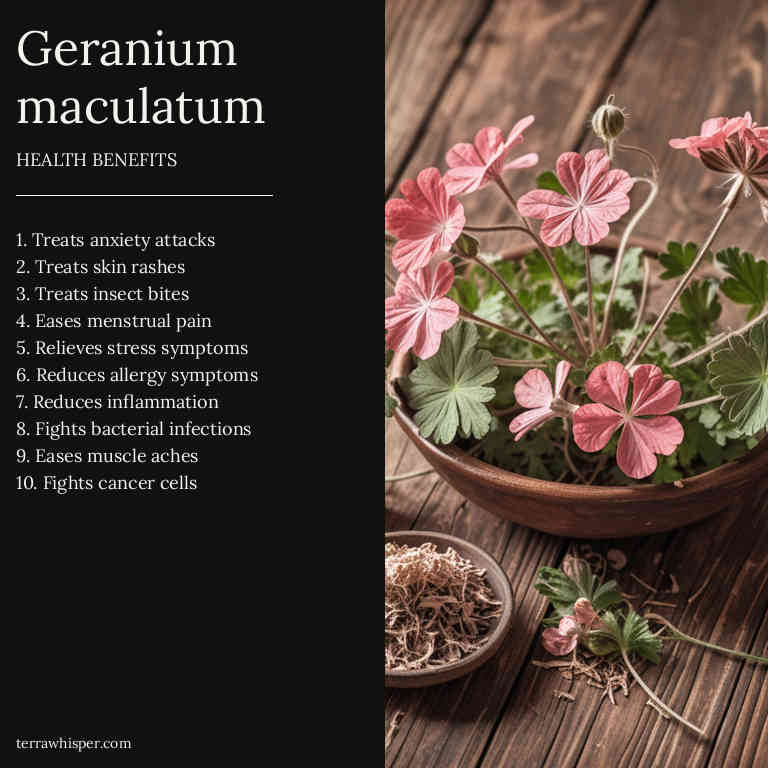 Geranium
maculatum
HEALTH BENEFITS
1. Treats anxiety attacks
2. Treats skin rashes
3. Treats insect bites
4. Eases menstrual pain
5. Relieves stress symptoms
6. Reduces allergy symptoms
7. Reduces inflammation
8. Fights bacterial infections
9. Eases muscle aches
10. Fights cancer cells
terrawhisper.com